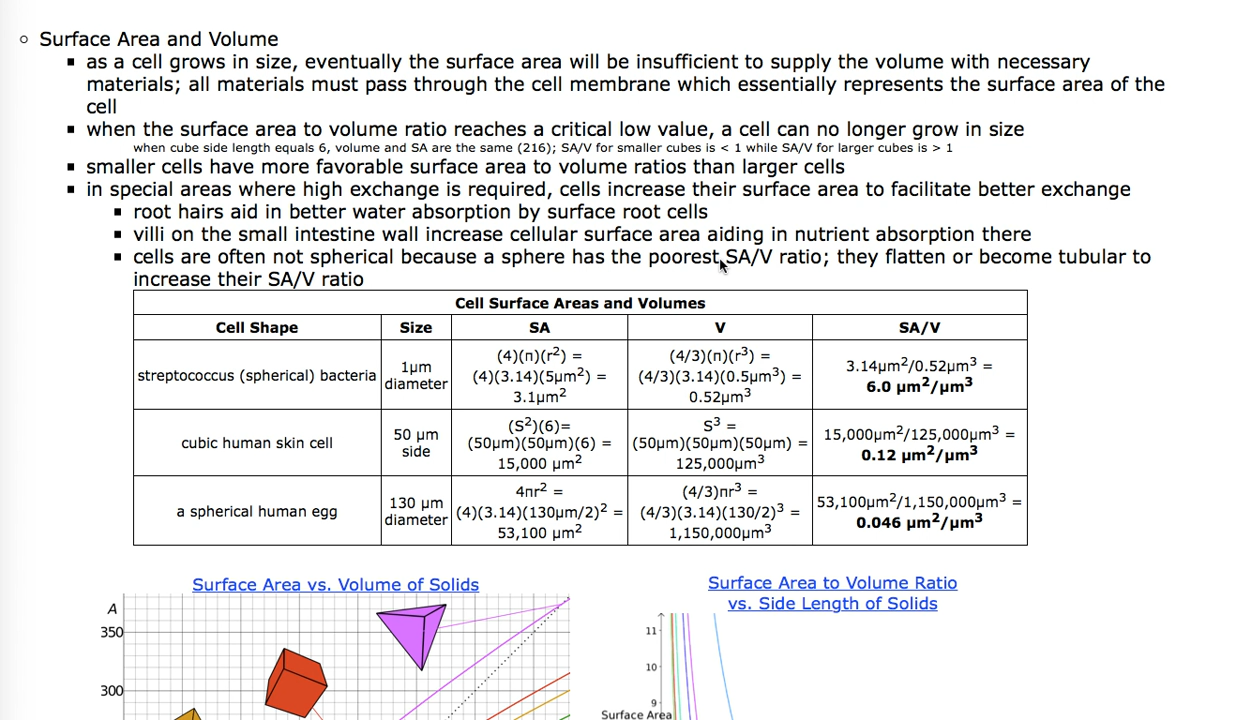 Surface Area and Volume
as a cell grows in size, eventually the surface area will be insufficient to supply the volume with necessary
materials; all materials must pass through the cell membrane which essentially represents the surface area of the
cell
when the surface area to volume ratio reaches a critical low value, a cell can no longer grow in size
when cube side length equals 6, volume and SA are the same (216); SA/V for smaller cubes is < 1 while SA/V for larger cubes is > 1
smaller cells have more favorable surface area to volume ratios than larger cells
in special areas where high exchange is required, cells increase their surface area to facilitate better exchange
root hairs aid in better water absorption by surface root cells
villi on the small intestine wall increase cellular surface area aiding in nutrient absorption there
cells are often not spherical because a sphere has the poorest SA/V ratio; they flatten or become tubular to
increase their SA/V ratio
Cell Surface Areas and Volumes
Cell Shape Size SA V SA/V
streptococcus (spherical) bacteria
1μm
diameter
(4)(π)(r²) =
(4)(3.14)(5μm²) =
3.1μm²
(4/3)(π)(r³) =
(4/3)(3.14)(0.5μm³) =
0.52μm³
3.14μm²/0.52μm³ =
6.0 μm²/μm³
cubic human skin cell
50 μm
side
(S²)(6)=
(50μm)(50μm)(6) =
15,000 μm²
S³ =
(50μm)(50μm)(50μm) =
125,000μm³
15,000μm²/125,000μm³ =
0.12 μm²/μm³
a spherical human egg
130 μm
diameter
4πr² =
(4)(3.14)(130μm/2)² =
53,100 μm²
(4/3)πr³ =
(4/3)(3.14)(130/2)³ =
1,150,000μm³
53,100μm²/1,150,000μm³ =
0.046 μm²/μm³
Surface Area vs. Volume of Solids
A
350
300
Surface Area to Volume Ratio
vs. Side Length of Solids
11
10
9
Surface Area